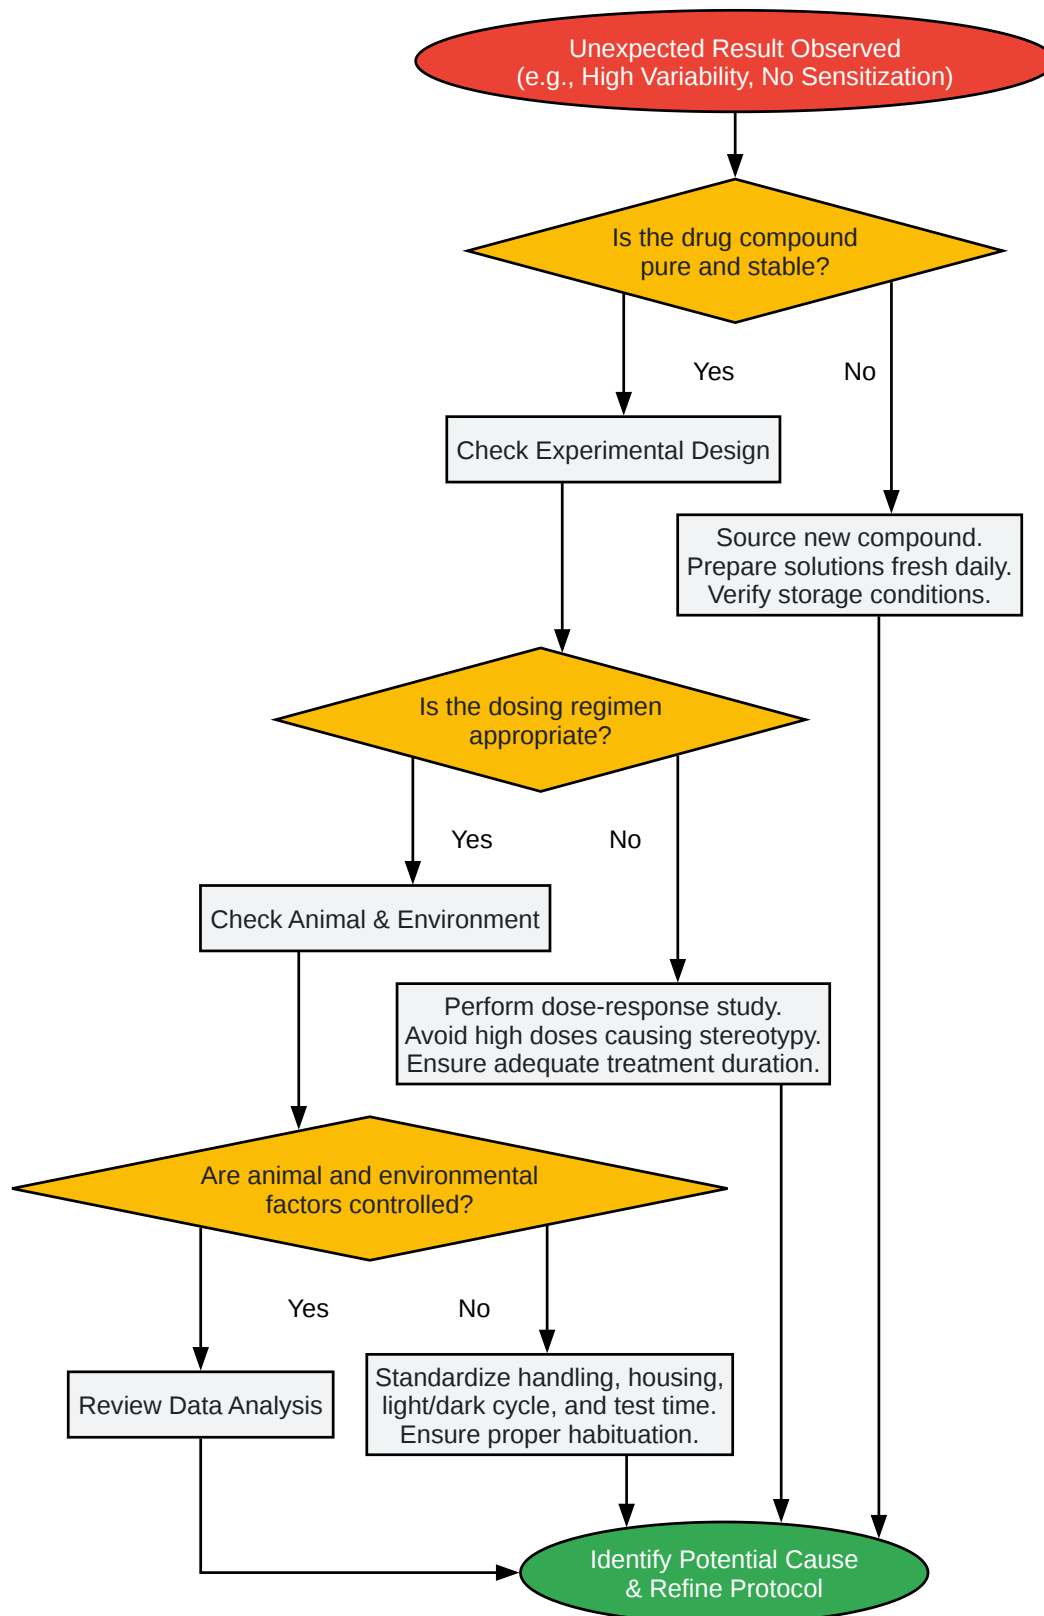 Unexpected Result Observed
(e.g., High Variability, No Sensitization)
Is the drug compound
pure and stable?
Yes
No
Check Experimental Design
Source new compound.
Prepare solutions fresh daily.
Verify storage conditions.
Is the dosing regimen
appropriate?
Yes
No
Check Animal & Environment
Perform dose-response study.
Avoid high doses causing stereotypy.
Ensure adequate treatment duration.
Are animal and environmental
factors controlled?
Yes
No
Review Data Analysis
Standardize handling, housing,
light/dark cycle, and test time.
Ensure proper habituation.
Identify Potential Cause
& Refine Protocol